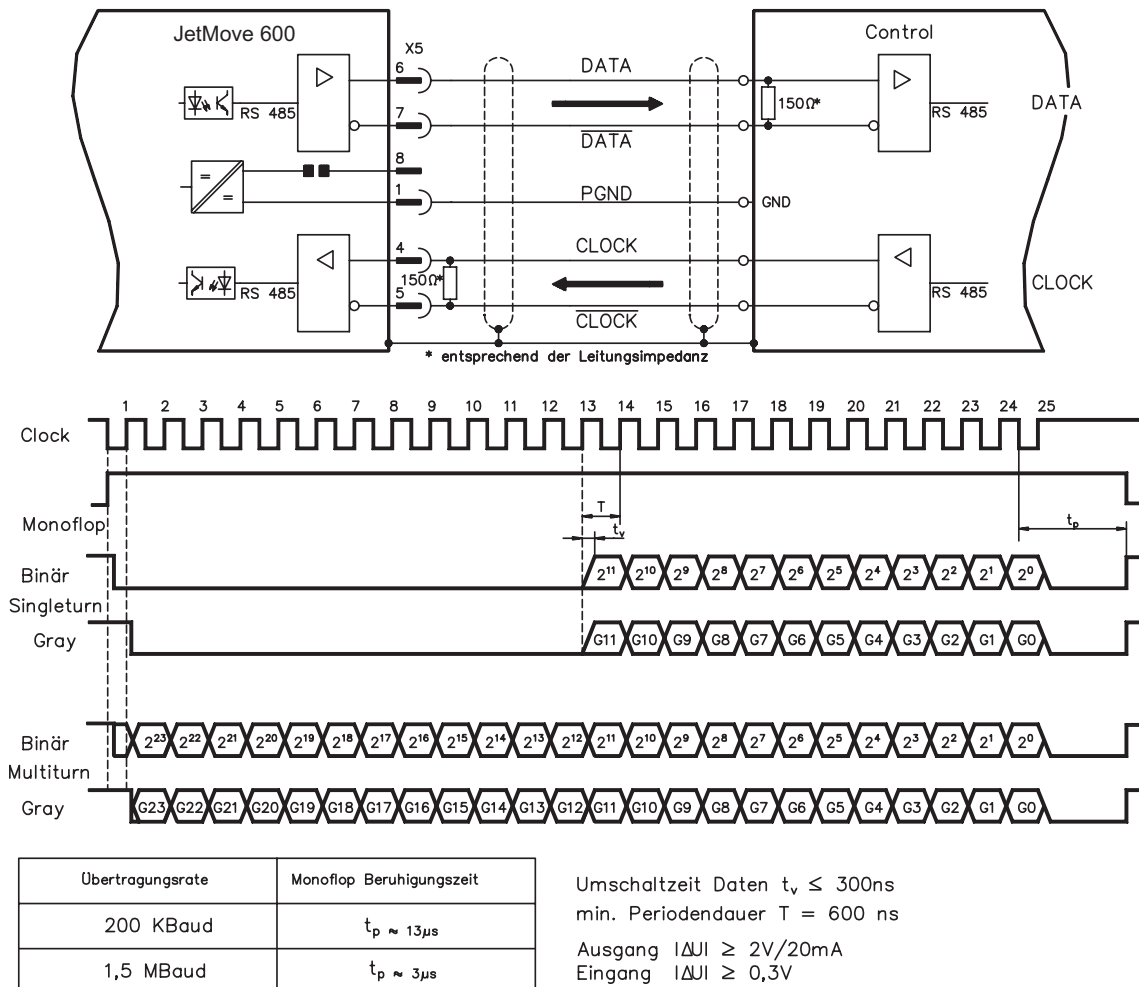 JetMove 600
X5
Control
6
DATA
150Ω*
RS 485
7
DATA
RS 485
DATA
8
=
=
1
PGND
GND
4
CLOCK
150Ω*
RS 485
5
CLOCK
RS 485
CLOCK
* entsprechend der Leitungsimpedanz
1 2 3 4 5 6 7 8 9 10 11 12 13 14 15 16 17 18 19 20 21 22 23 24 25
Clock
Monoflop
T
tᵥ
tₚ
Binär
2¹¹ 2¹⁰ 2⁹ 2⁸ 2⁷ 2⁶ 2⁵ 2⁴ 2³ 2² 2¹ 2⁰
Singleturn
Gray
G11 G10 G9 G8 G7 G6 G5 G4 G3 G2 G1 G0
Binär
2²³ 2²² 2²¹ 2²⁰ 2¹⁹ 2¹⁸ 2¹⁷ 2¹⁶ 2¹⁵ 2¹⁴ 2¹³ 2¹² 2¹¹ 2¹⁰ 2⁹ 2⁸ 2⁷ 2⁶ 2⁵ 2⁴ 2³ 2² 2¹ 2⁰
Multiturn
Gray
G23 G22 G21 G20 G19 G18 G17 G16 G15 G14 G13 G12 G11 G10 G9 G8 G7 G6 G5 G4 G3 G2 G1 G0
Übertragungsrate
Monoflop Beruhigungszeit
200 KBaud
tₚ ≈ 13µs
1,5 MBaud
tₚ ≈ 3µs
Umschaltzeit Daten tᵥ ≤ 300ns
min. Periodendauer T = 600 ns
Ausgang |ΔU| ≥ 2V/20mA
Eingang |ΔU| ≥ 0,3V